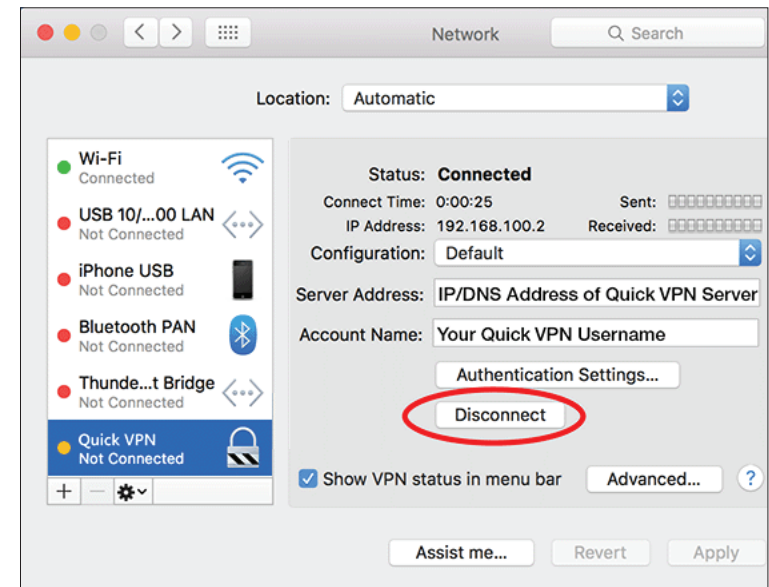 Network
Search
Location: Automatic
Wi-Fi
Connected
USB 10/...00 LAN
Not Connected
iPhone USB
Not Connected
Bluetooth PAN
Not Connected
Thunde...t Bridge
Not Connected
Quick VPN
Not Connected
Status: Connected
Connect Time: 0:00:25 Sent:
IP Address: 192.168.100.2 Received:
Configuration: Default
Server Address: IP/DNS Address of Quick VPN Server
Account Name: Your Quick VPN Username
Authentication Settings...
Disconnect
Show VPN status in menu bar Advanced... ?
Assist me... Revert Apply